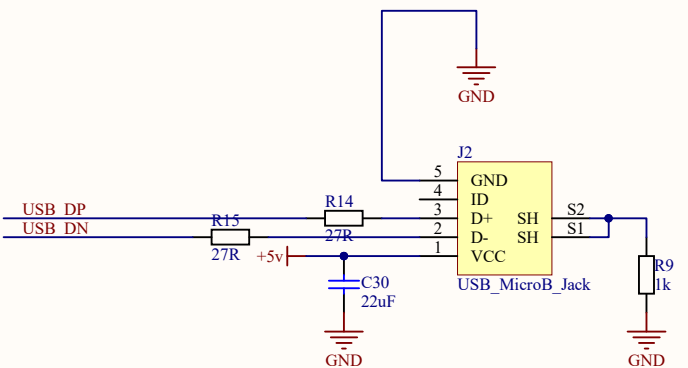 GND
J2
5
GND
4
ID
USB_DP
R14
3
D+
SH
S2
USB_DN
R15
27R
2
D-
SH
S1
27R
+5v
1
VCC
C30
22uF
USB_MicroB_Jack
R9
1k
GND
GND